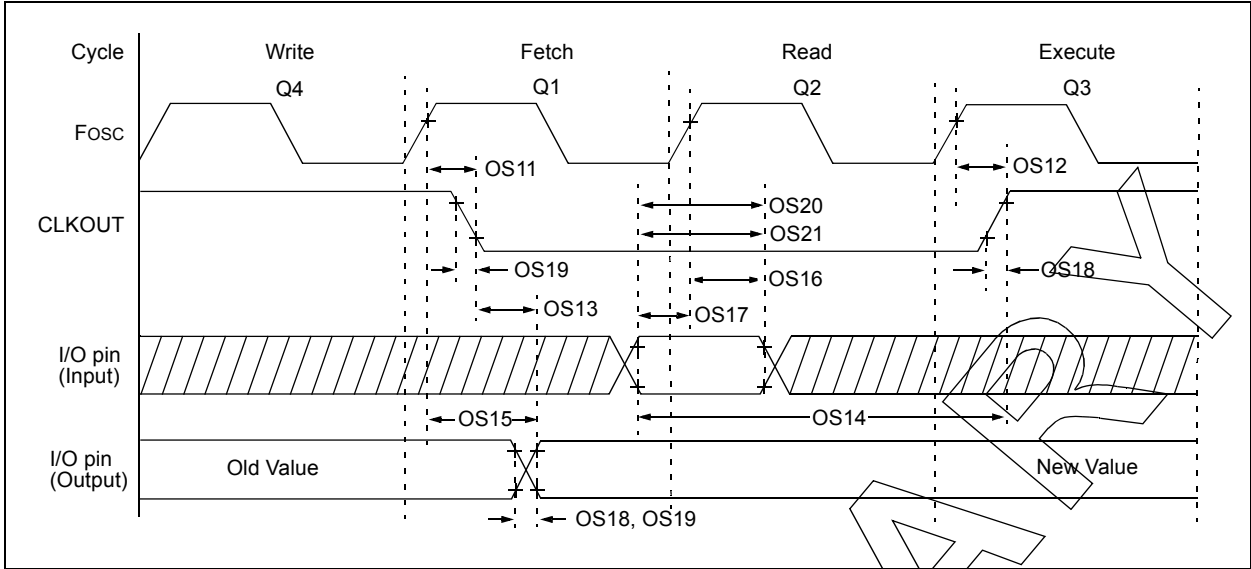 Cycle Write Fetch Read Execute
Q4 Q1 Q2 Q3
FOSC
OS11 OS12
CLKOUT
OS20
OS21
OS19 OS16 OS18
OS13 OS17
I/O pin
(Input)
OS15 OS14
I/O pin
(Output)
Old Value New Value
OS18, OS19
A R Y